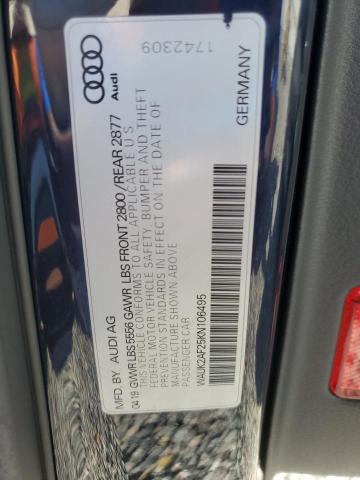 MFD. BY AUDI AG
04-19 GVWR LBS 5556 GAWR LBS FRONT 2800 /REAR 2877
THIS VEHICLE CONFORMS TO ALL APPLICABLE U S
FEDERAL MOTOR VEHICLE SAFETY, BUMPER AND THEFT
PREVENTION STANDARDS IN EFFECT ON THE DATE OF
MANUFACTURE SHOWN ABOVE
PASSENGER CAR
WAUK2AF25KN106495
Audi
1742309
GERMANY